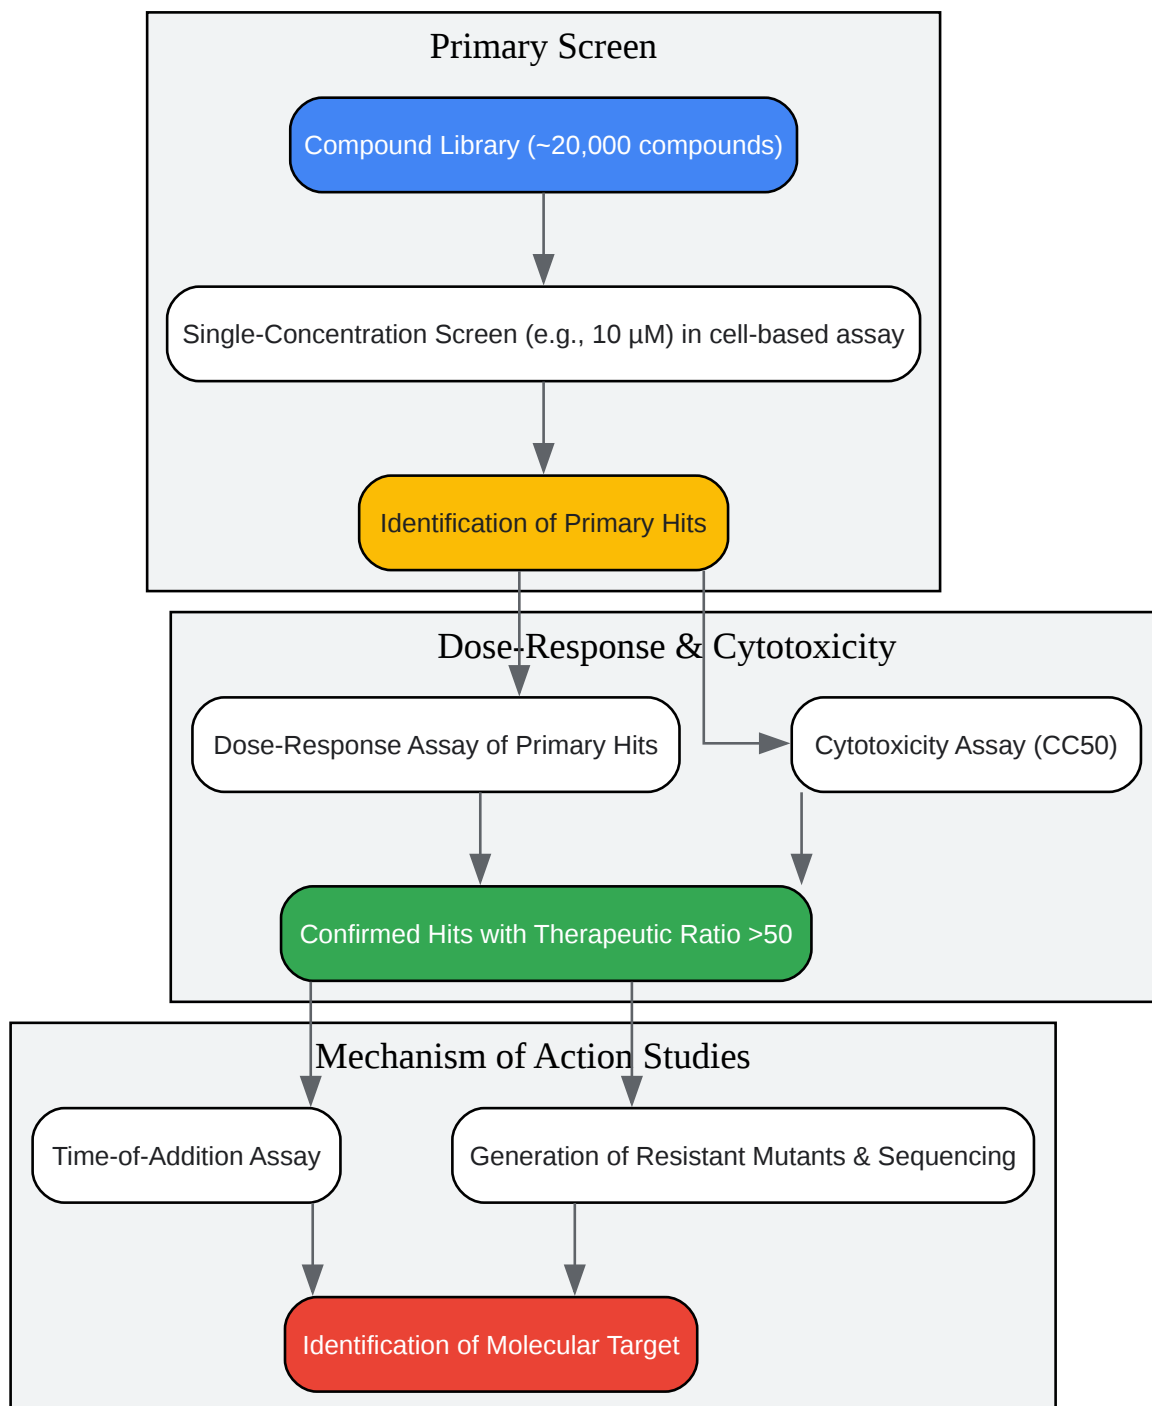 Primary Screen
Compound Library (~20,000 compounds)
Single-Concentration Screen (e.g., 10 µM) in cell-based assay
Identification of Primary Hits
Dose-Response & Cytotoxicity
Dose-Response Assay of Primary Hits
Cytotoxicity Assay (CC50)
Confirmed Hits with Therapeutic Ratio >50
Mechanism of Action Studies
Time-of-Addition Assay
Generation of Resistant Mutants & Sequencing
Identification of Molecular Target